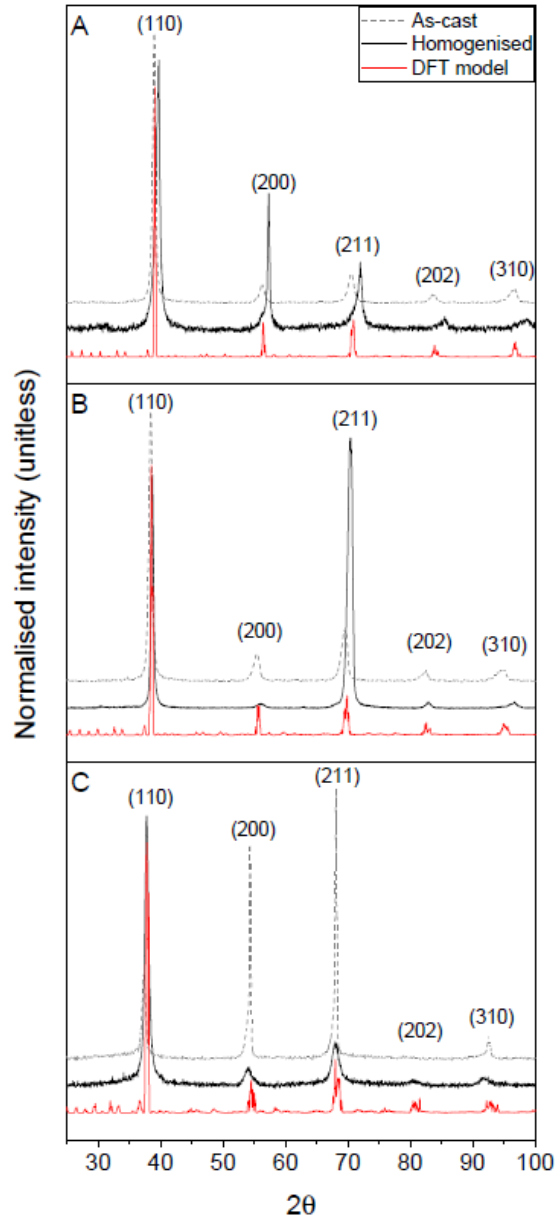 A
(110)
As-cast
Homogenised
DFT model
(200)
(211)
(202)
(310)
B
(110)
(211)
(200)
(202)
(310)
C
(110)
(200)
(211)
(202)
(310)
Normalised intensity (unitless)
30 40 50 60 70 80 90 100
2θ